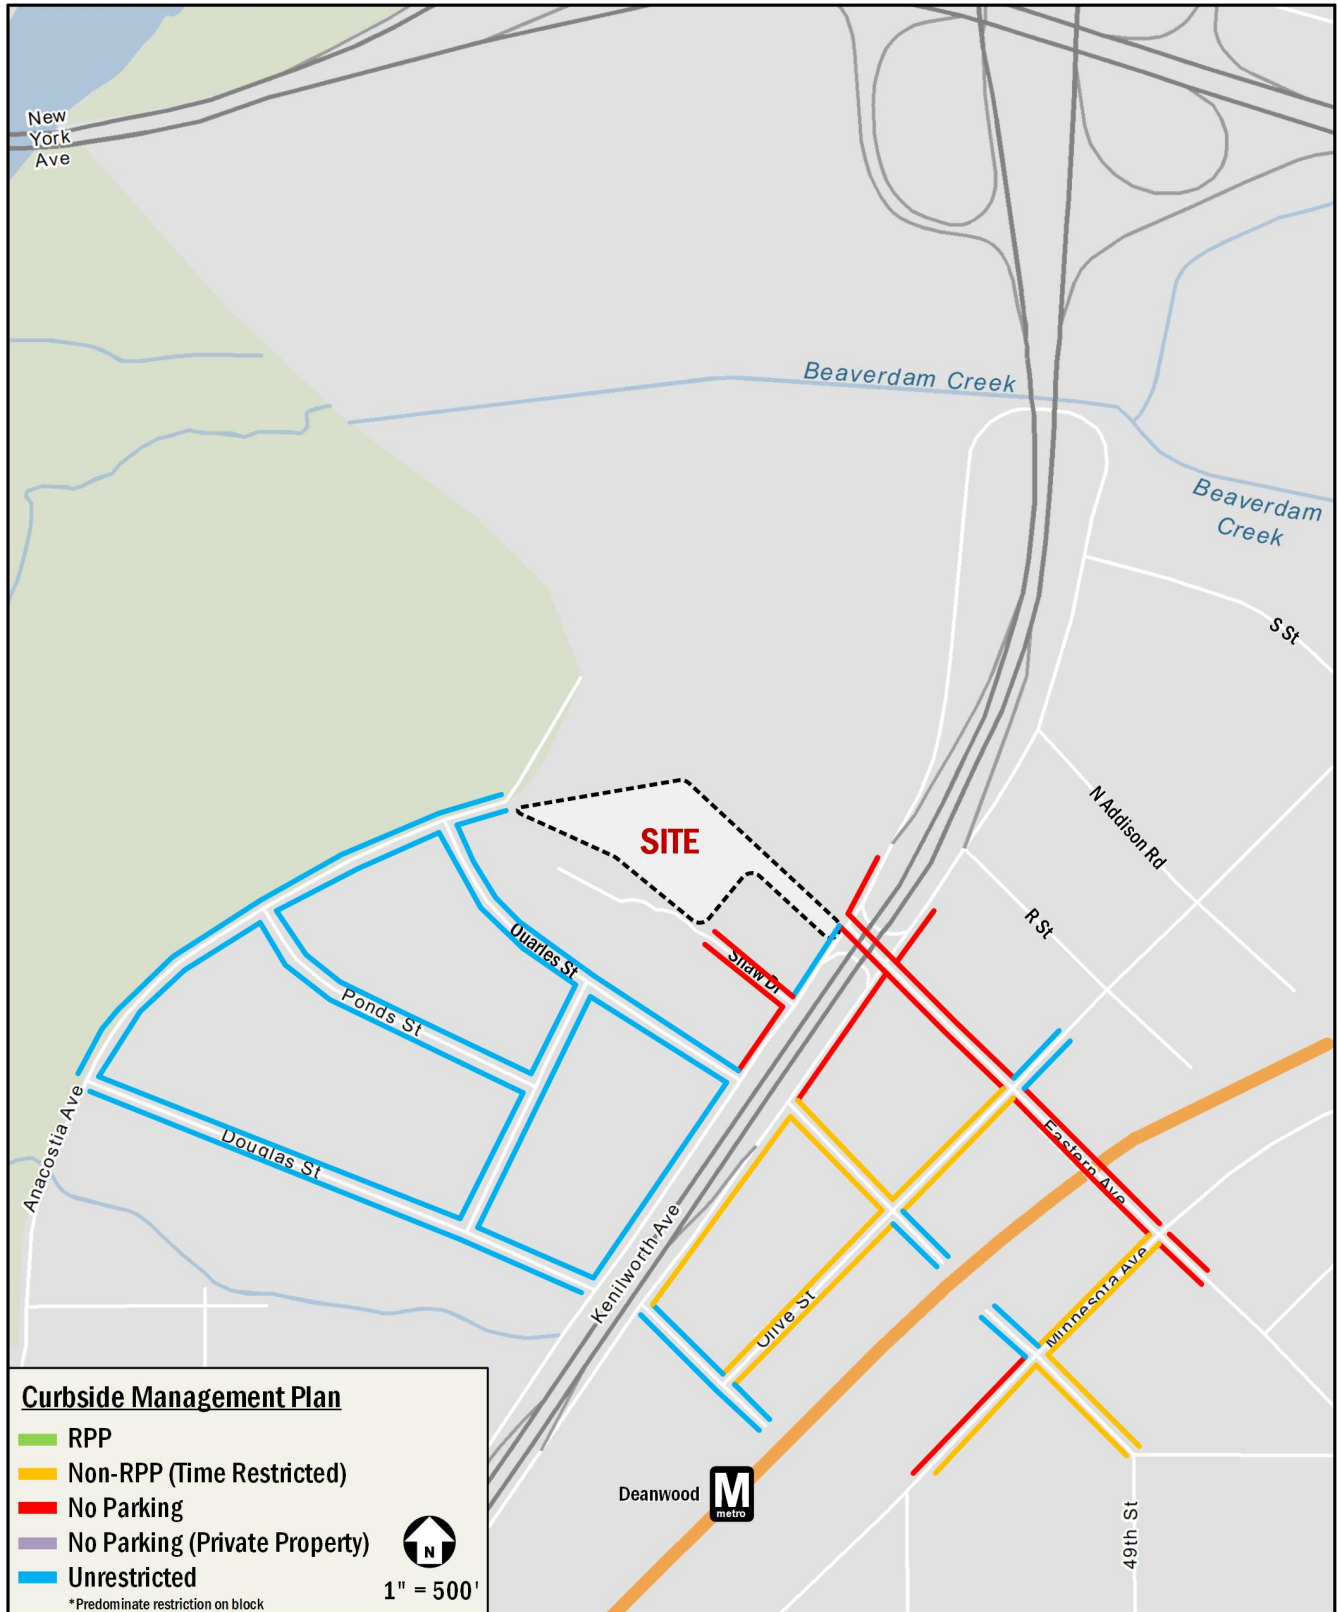 New
York
Ave
Beaverdam Creek
Beaverdam
Creek
S St
N Addison Rd
SITE
R St
Quarles St
Shaw Dr
Ponds St
Anacostia Ave
Douglas St
Eastern Ave
Kenilworth Ave
Minnesota Ave
Olive St
Deanwood
M
metro
49th St
Curbside Management Plan
RPP
Non-RPP (Time Restricted)
No Parking
No Parking (Private Property)
Unrestricted
*Predominate restriction on block
N
1" = 500'